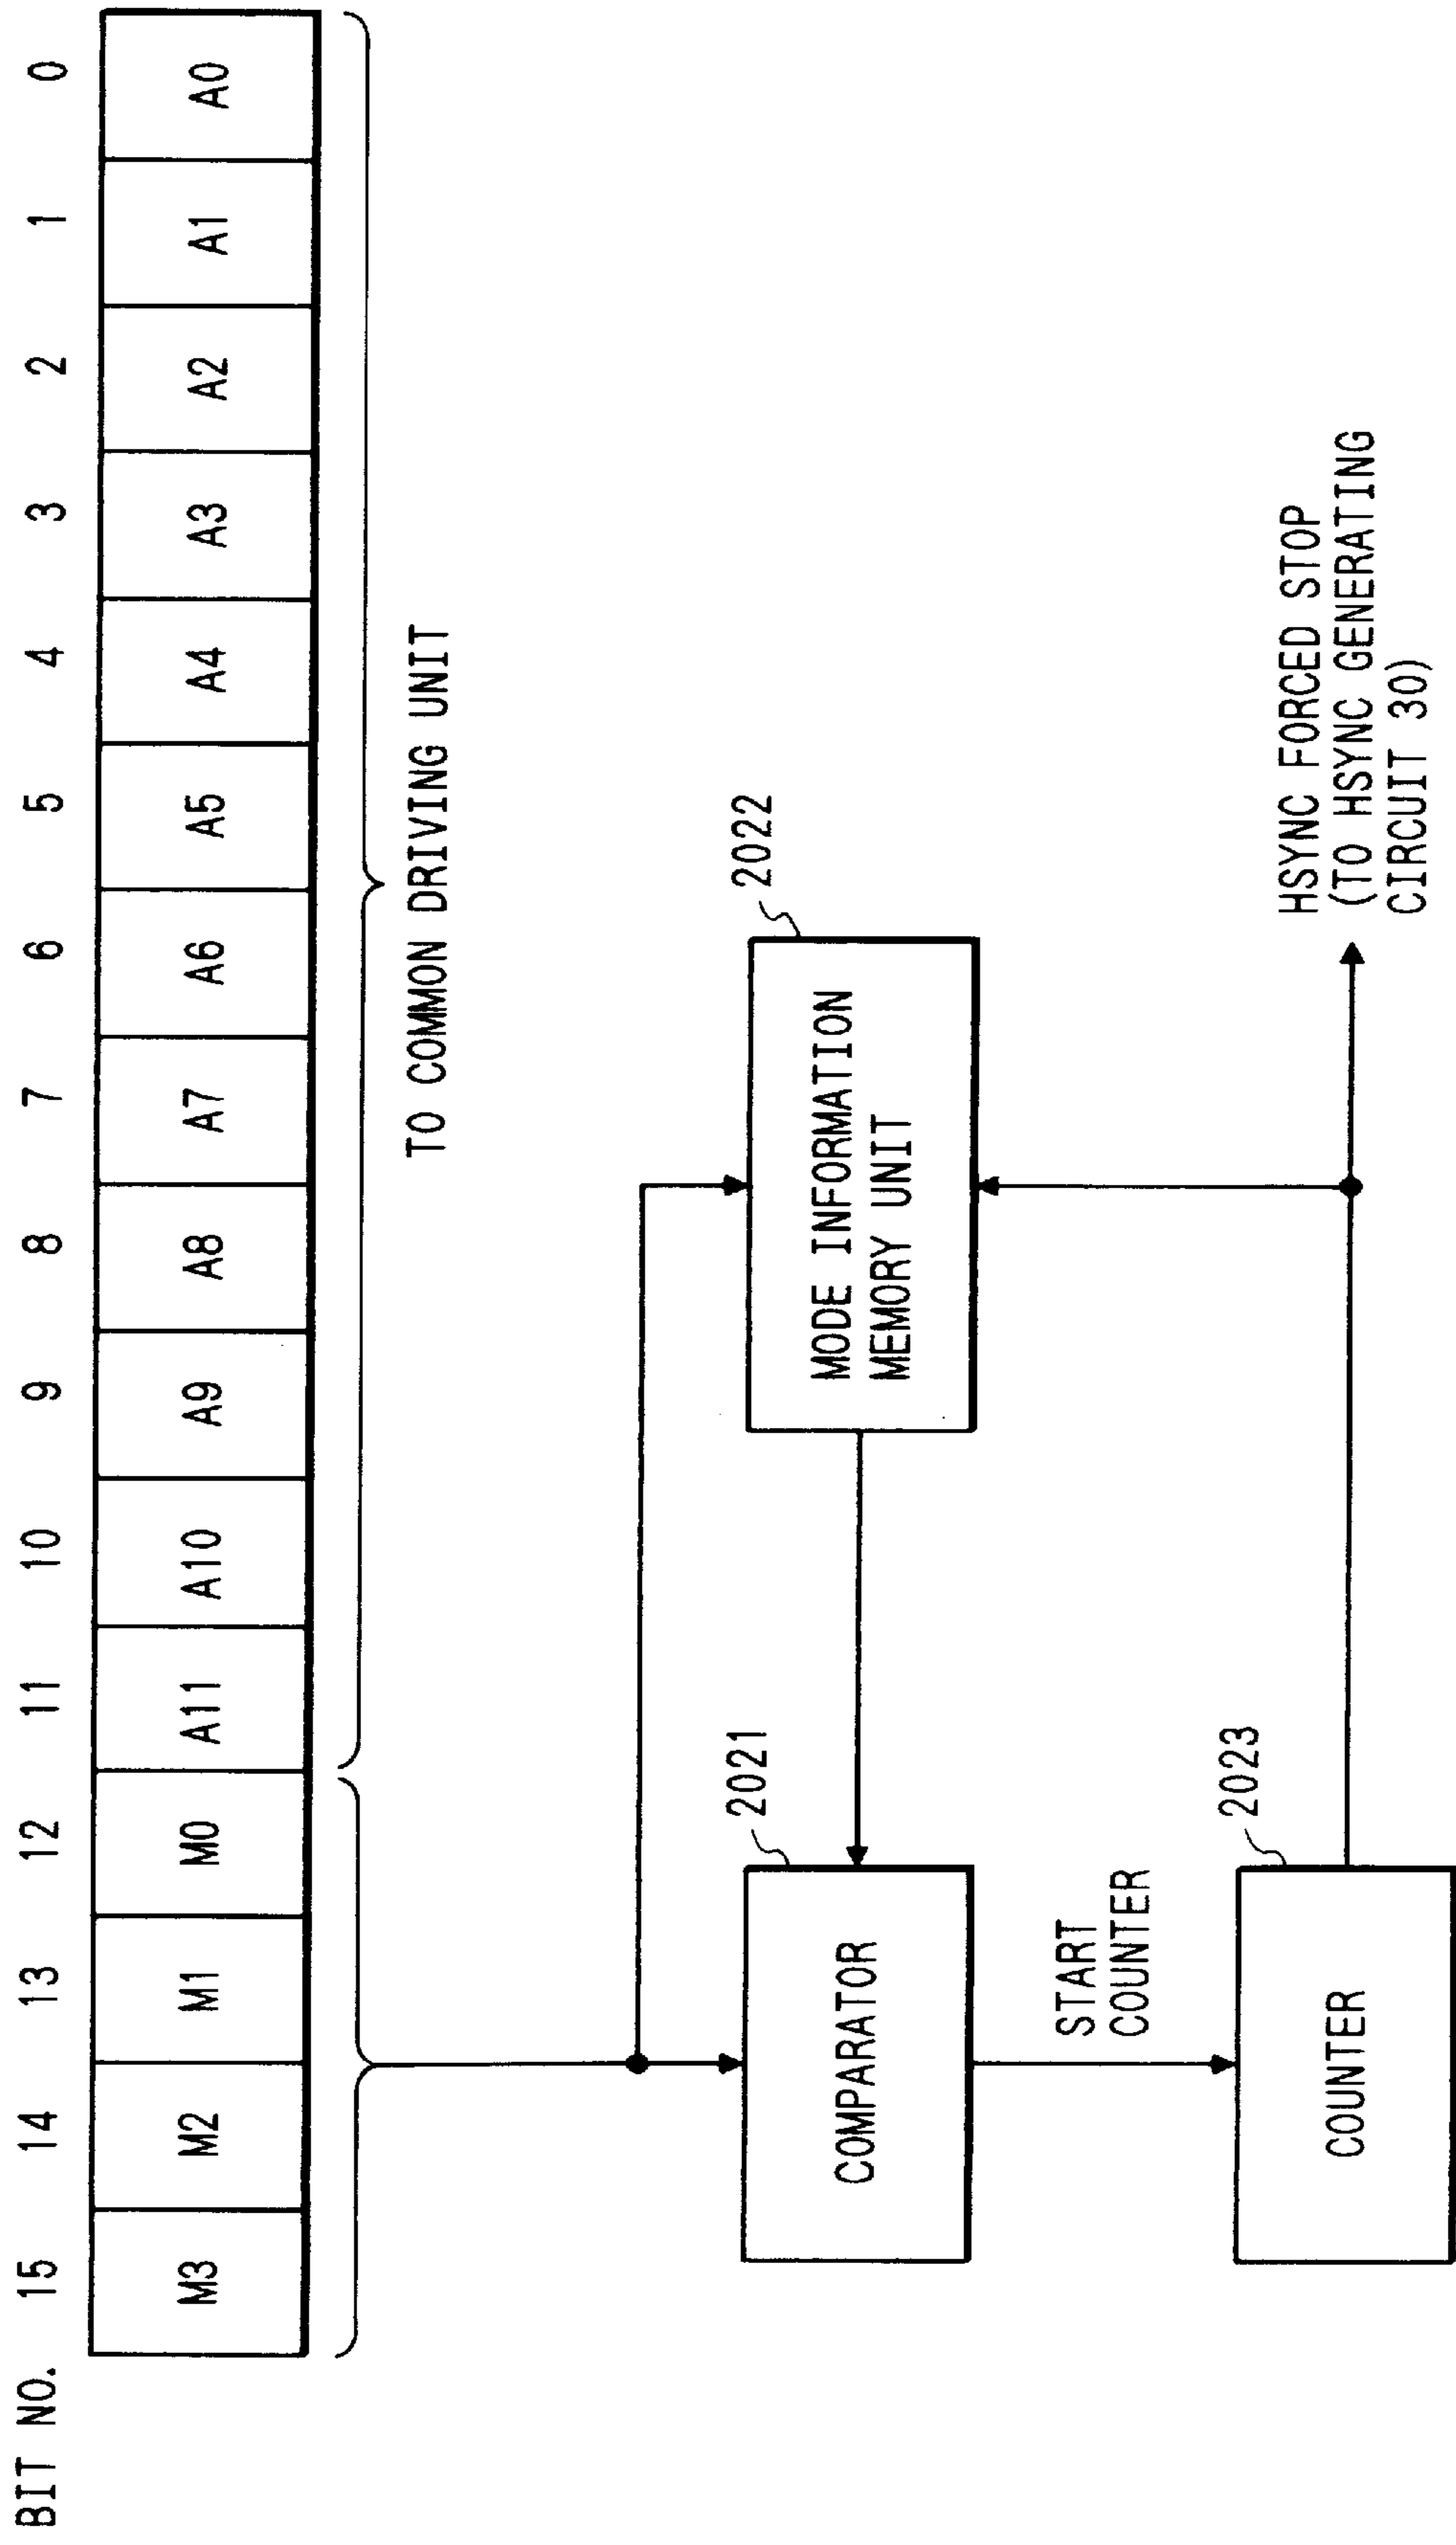 BIT NO. 15 14 13 12 11 10 9 8 7 6 5 4 3 2 1 0
M3 M2 M1 M0 A11 A10 A9 A8 A7 A6 A5 A4 A3 A2 A1 A0
TO COMMON DRIVING UNIT
2021
2022
COMPARATOR
MODE INFORMATION
MEMORY UNIT
START
COUNTER
2023
COUNTER
HSYNC FORCED STOP
(TO HSYNC GENERATING
CIRCUIT 30)